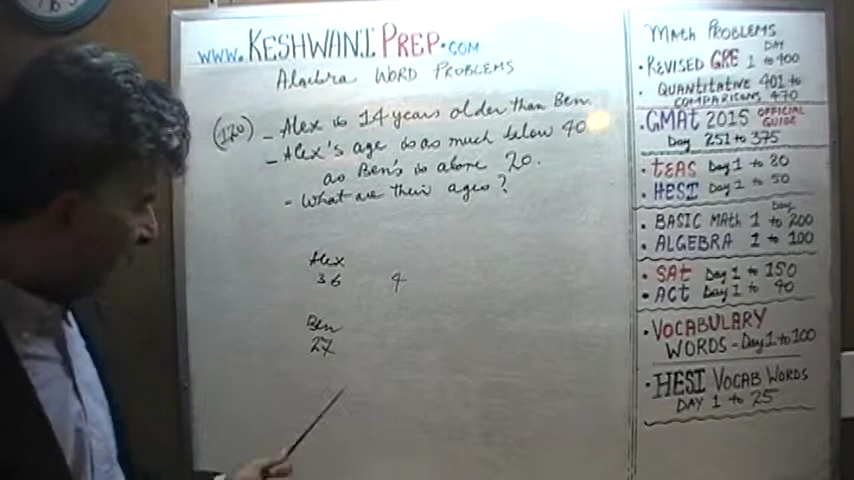 www.KESHWANI PREP.COM
Algebra WORD PROBLEMS
(120) - Alex is 14 years older than Ben.
- Alex's age is as much below 40
as Ben's is above 20.
- What are their ages?
Alex
36 4
Ben
24
MATH PROBLEMS
• REVISED GRE DAY 1 to 400
• QUANTITATIVE 401 to
COMPARISONS 470
• GMAt 2015 OFFICIAL GUIDE
Day 251 to 375
• tEAS Day 1 to 80
• HESI Day 1 to 50
Day
• BASIC MATH 1 to 200
• ALGEBRA 1 to 100
• SAt Day 1 to 150
• ACt Day 1 to 40
• VOCABULARY
WORDS - Day 1 to 100
• HESI VOCAB WORDS
DAY 1 to 25